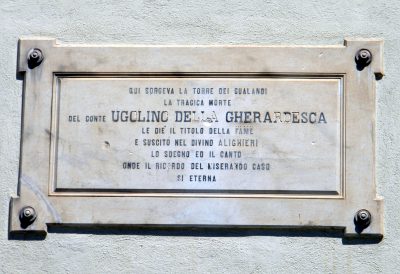 QUI SORGEVA LA TORRE DEI GUALANDI
LA TRAGICA MORTE
DEL CONTE UGOLINO DELLA GHERARDESCA
LE DIE' IL TITOLO DELLA FAME
E SUSCITÒ NEL DIVINO ALIGHIERI
LO SDEGNO ED IL CANTO
ONDE IL RICORDO DEL MISERANDO CASO
SI ETERNA